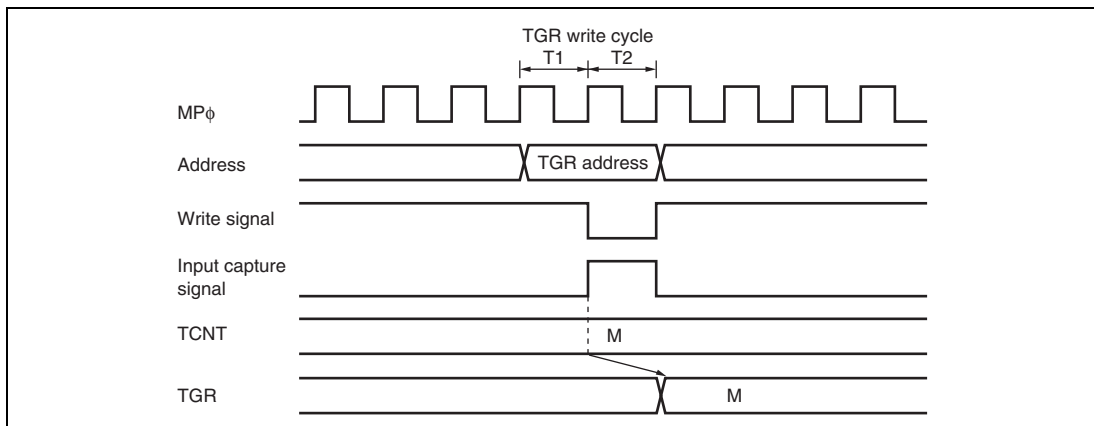 TGR write cycle
T1 T2
MPϕ
Address
TGR address
Write signal
Input capture
signal
TCNT
M
TGR
M